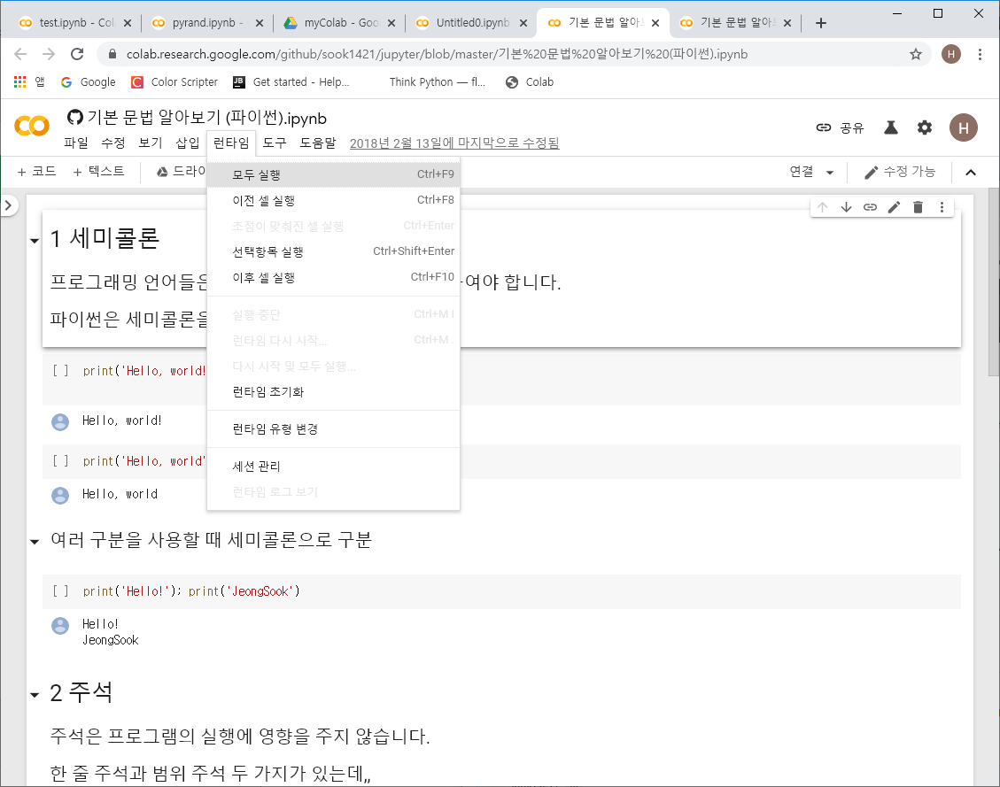 test.ipynb - Col
pyrand.ipynb -
myColab - Goo
Untitled0.ipynb
기본 문법 알아보
기본 문법 알아보
colab.research.google.com/github/sook1421/jupyter/blob/master/기본%20문법%20알아보기%20(파이썬).ipynb
H
앱
Google
Color Scripter
Get started - Help...
Think Python — fl...
Colab
기본 문법 알아보기 (파이썬).ipynb
파일 수정 보기 삽입 런타임 도구 도움말 2018년 2월 13일에 마지막으로 수정됨
공유
H
+ 코드 + 텍스트
드라이
연결
수정 가능
모두 실행 Ctrl+F9
이전 셀 실행 Ctrl+F8
초점이 맞춰진 셀 실행 Ctrl+Enter
선택항목 실행 Ctrl+Shift+Enter
이후 셀 실행 Ctrl+F10
실행 중단 Ctrl+M I
런타임 다시 시작... Ctrl+M .
다시 시작 및 모두 실행...
런타임 초기화
런타임 유형 변경
세션 관리
런타임 로그 보기
1 세미콜론
프로그래밍 언어들은 여야 합니다.
파이썬은 세미콜론을
[ ] print('Hello, world!
Hello, world!
[ ] print('Hello, world'
Hello, world
여러 구분을 사용할 때 세미콜론으로 구분
[ ] print('Hello!'); print('JeongSook')
Hello!
JeongSook
2 주석
주석은 프로그램의 실행에 영향을 주지 않습니다.
한 줄 주석과 범위 주석 두 가지가 있는데,,